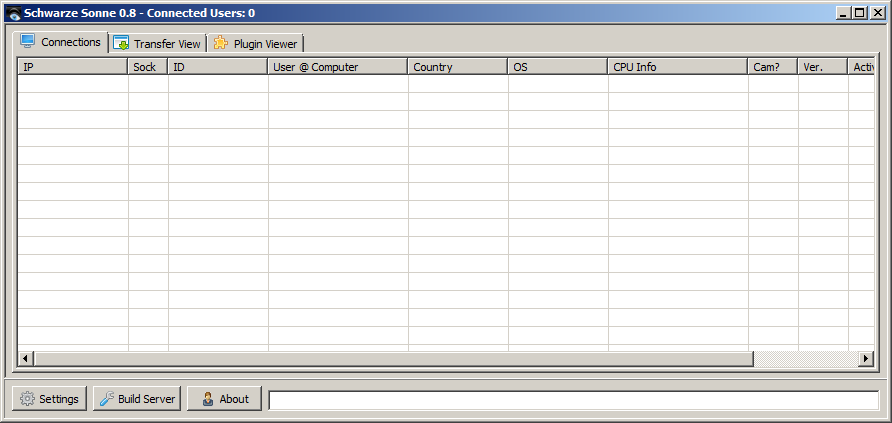 Schwarze Sonne 0.8 - Connected Users: 0
Connections Transfer View Plugin Viewer
IP Sock ID User @ Computer Country OS CPU Info Cam? Ver. Activ
Settings Build Server About